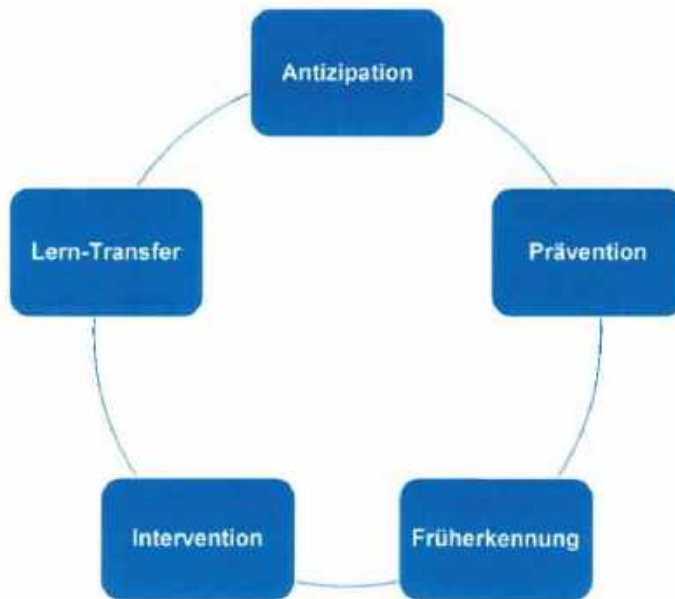 Antizipation
Prävention
Früherkennung
Intervention
Lern-Transfer